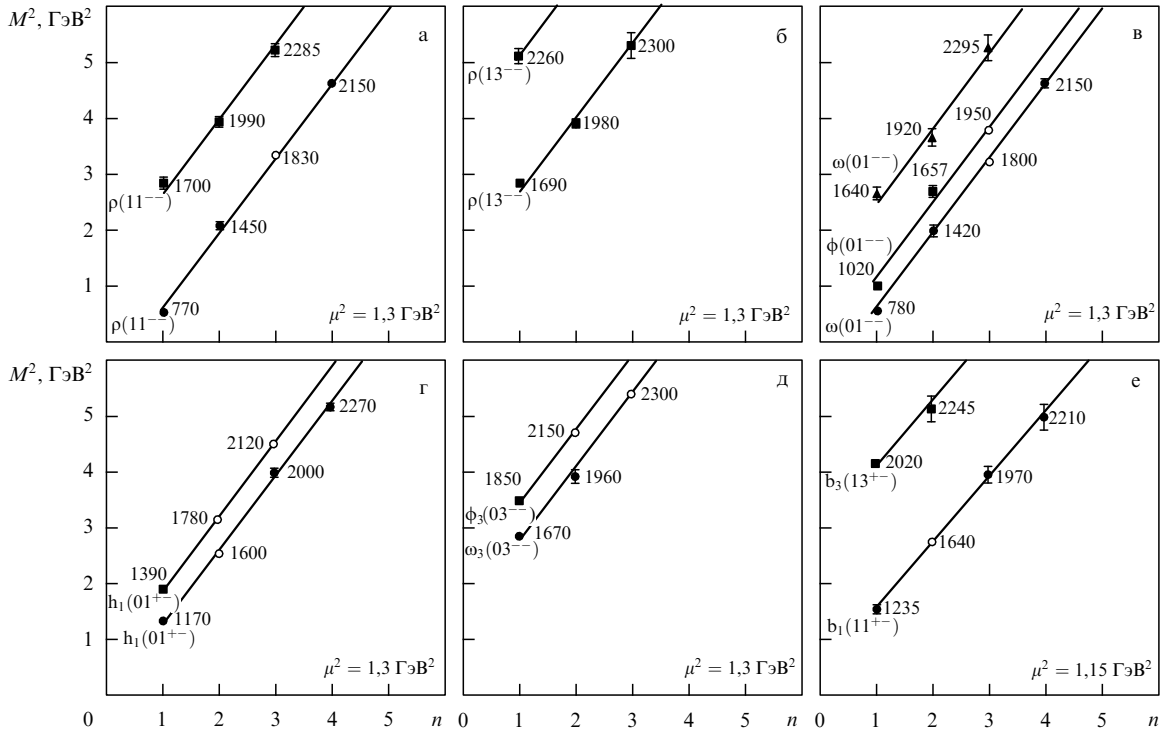 M², ГэВ²
а
5
4
3
2
1
2285
1990
2150
1830
1700
ρ(11⁻⁻)
1450
770
ρ(11⁻⁻)
μ² = 1,3 ГэВ²
б
2260
ρ(13⁻⁻)
2300
1980
1690
ρ(13⁻⁻)
μ² = 1,3 ГэВ²
в
2295
2150
1950
1920
ω(01⁻⁻)
1657
1800
1640
φ(01⁻⁻)
1420
1020
780
ω(01⁻⁻)
μ² = 1,3 ГэВ²
M², ГэВ²
г
5
4
3
2
1
0
2270
2120
2000
1780
1600
1390
h₁(01⁺⁻)
1170
h₁(01⁺⁻)
μ² = 1,3 ГэВ²
1 2 3 4 5 n
д
2300
2150
1960
1850
ϕ₃(03⁻⁻)
1670
ω₃(03⁻⁻)
μ² = 1,3 ГэВ²
0 1 2 3 4 5 n
е
2245
2210
2020
b₃(13⁺⁻)
1970
1640
1235
b₁(11⁺⁻)
μ² = 1,15 ГэВ²
0 1 2 3 4 5 n